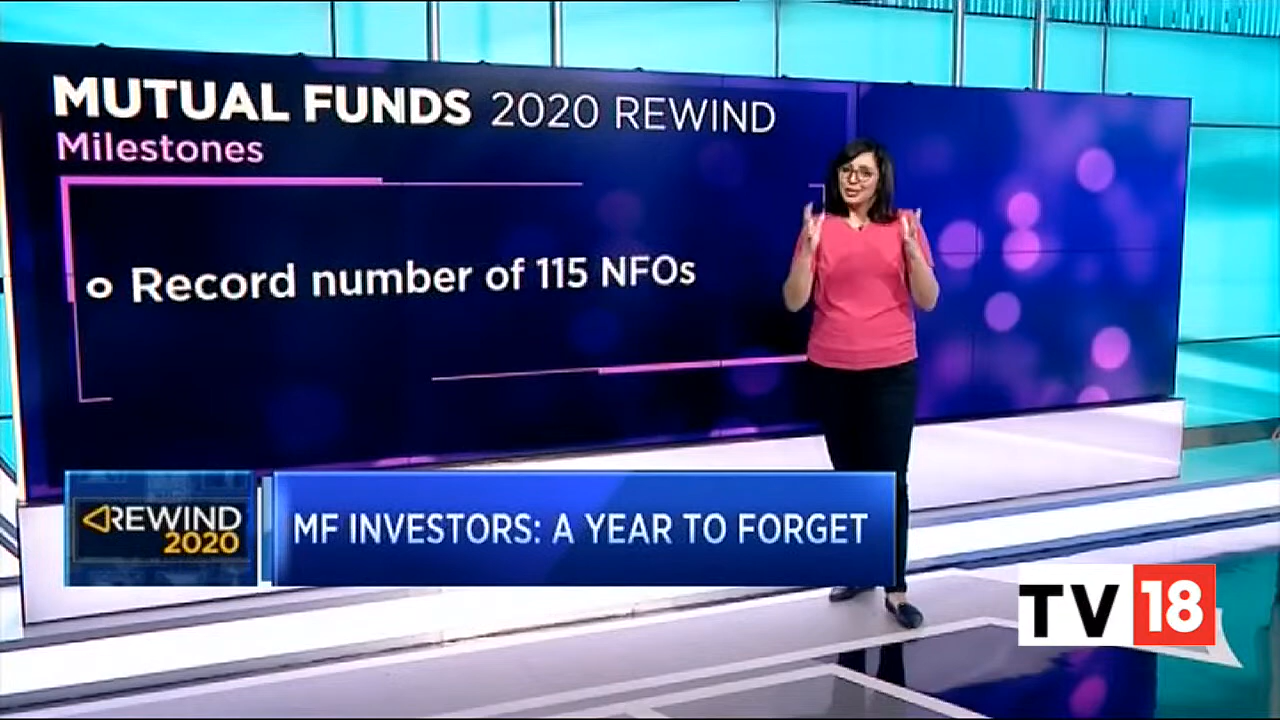 MUTUAL FUNDS 2020 REWIND
Milestones
o Record number of 115 NFOs
REWIND
2020
MF INVESTORS: A YEAR TO FORGET
TV18